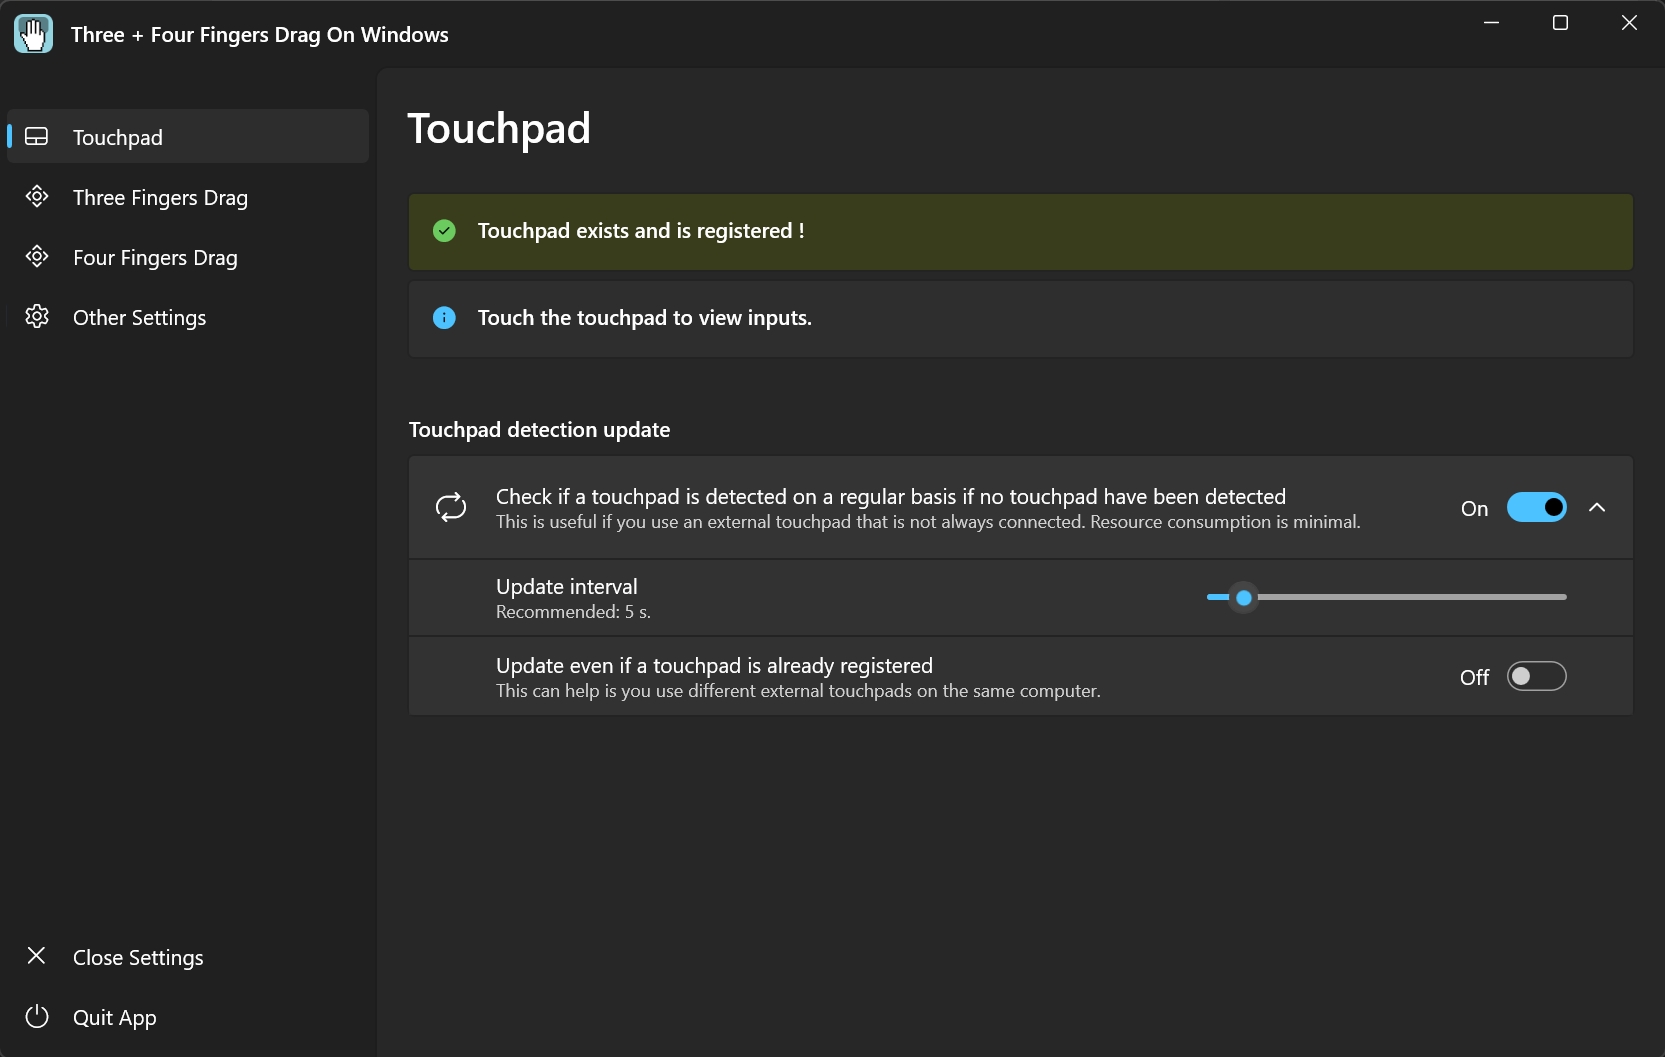 Three + Four Fingers Drag On Windows
Touchpad
Three Fingers Drag
Four Fingers Drag
Other Settings
Close Settings
Quit App
Touchpad
Touchpad exists and is registered !
Touch the touchpad to view inputs.
Touchpad detection update
Check if a touchpad is detected on a regular basis if no touchpad have been detected
This is useful if you use an external touchpad that is not always connected. Resource consumption is minimal.
On
Update interval
Recommended: 5 s.
Update even if a touchpad is already registered
This can help is you use different external touchpads on the same computer.
Off